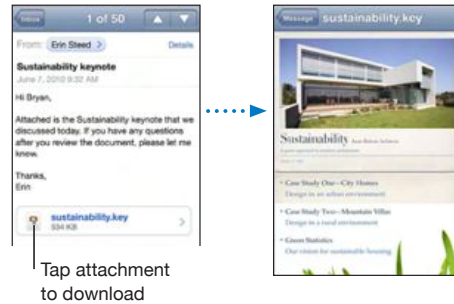 Inbox
1 of 50
From: Erin Steed
Details
Sustainability keynote
June 7, 2010 9:32 AM
Hi Bryan,
Attached is the Sustainability keynote that we
discussed today. If you have any questions
after you review the document, please let me
know.
Thanks,
Erin
sustainability.key
934 KB
Tap attachment
to download
Message
sustainability.key
Sustainability
Case Study One—City Homes
Design in an urban environment
Case Study Two—Mountain Villas
Design in a rural environment
Green Statistics
Our vision for sustainable housing